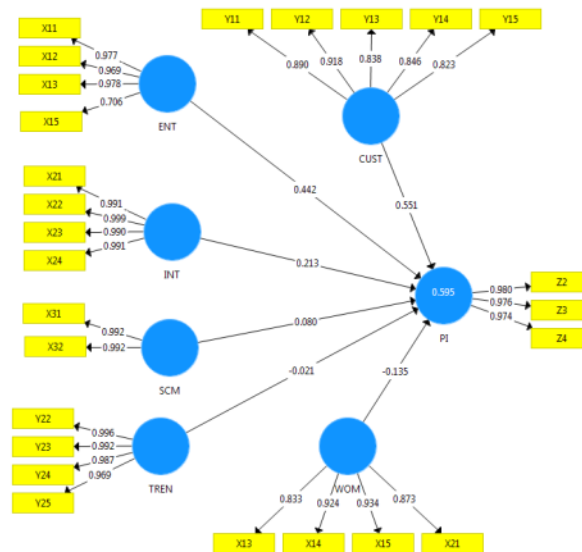 Y11 Y12 Y13 Y14 Y15
0.890 0.918 0.838 0.846 0.823
CUST
X11
X12
X13
X15
0.977
0.969
0.978
0.706
ENT
0.442
0.551
X21
X22
X23
X24
0.991
0.999
0.990
0.991
INT
0.213
0.595
PI
0.980
0.976
0.974
Z2
Z3
Z4
X31
X32
0.992
0.992
SCM
0.080
-0.021
-0.135
Y22
Y23
Y24
Y25
0.996
0.992
0.987
0.969
TREN
WOM
0.833 0.924 0.934 0.873
X13 X14 X15 X21